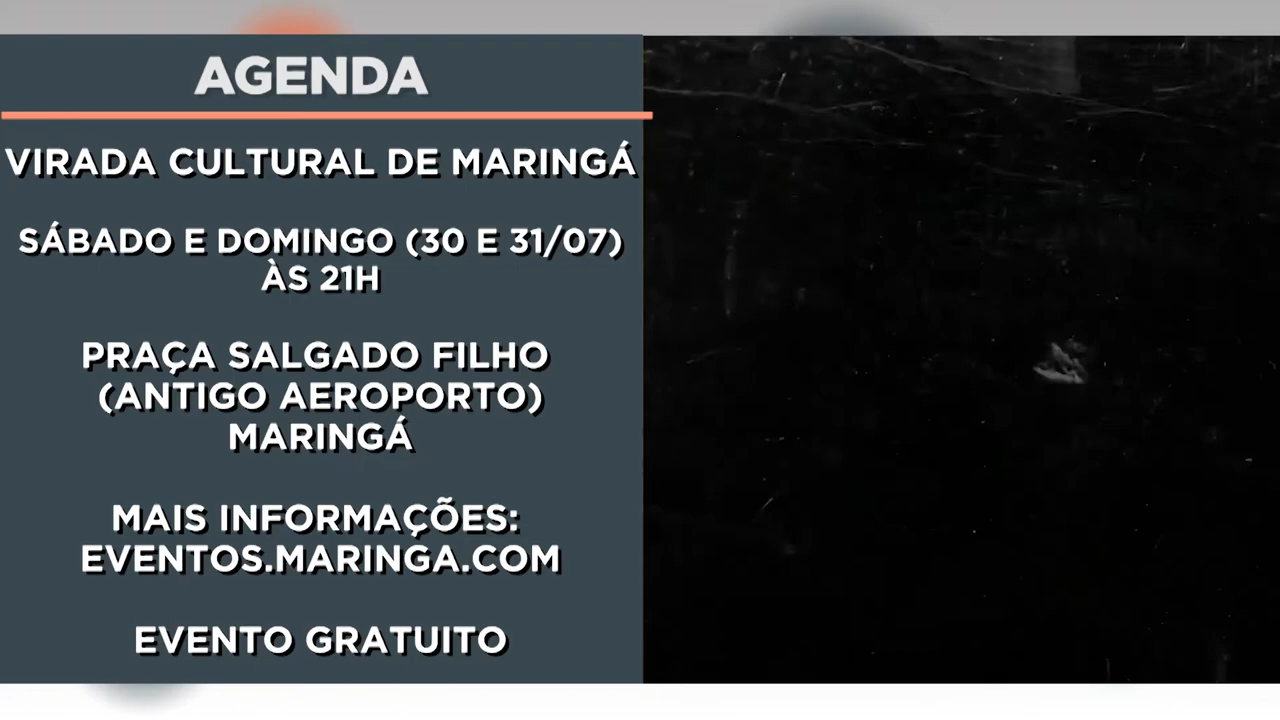 AGENDA
VIRADA CULTURAL DE MARINGÁ
SÁBADO E DOMINGO (30 E 31/07)
ÀS 21H
PRAÇA SALGADO FILHO
(ANTIGO AEROPORTO)
MARINGÁ
MAIS INFORMAÇÕES:
EVENTOS.MARINGA.COM
EVENTO GRATUITO